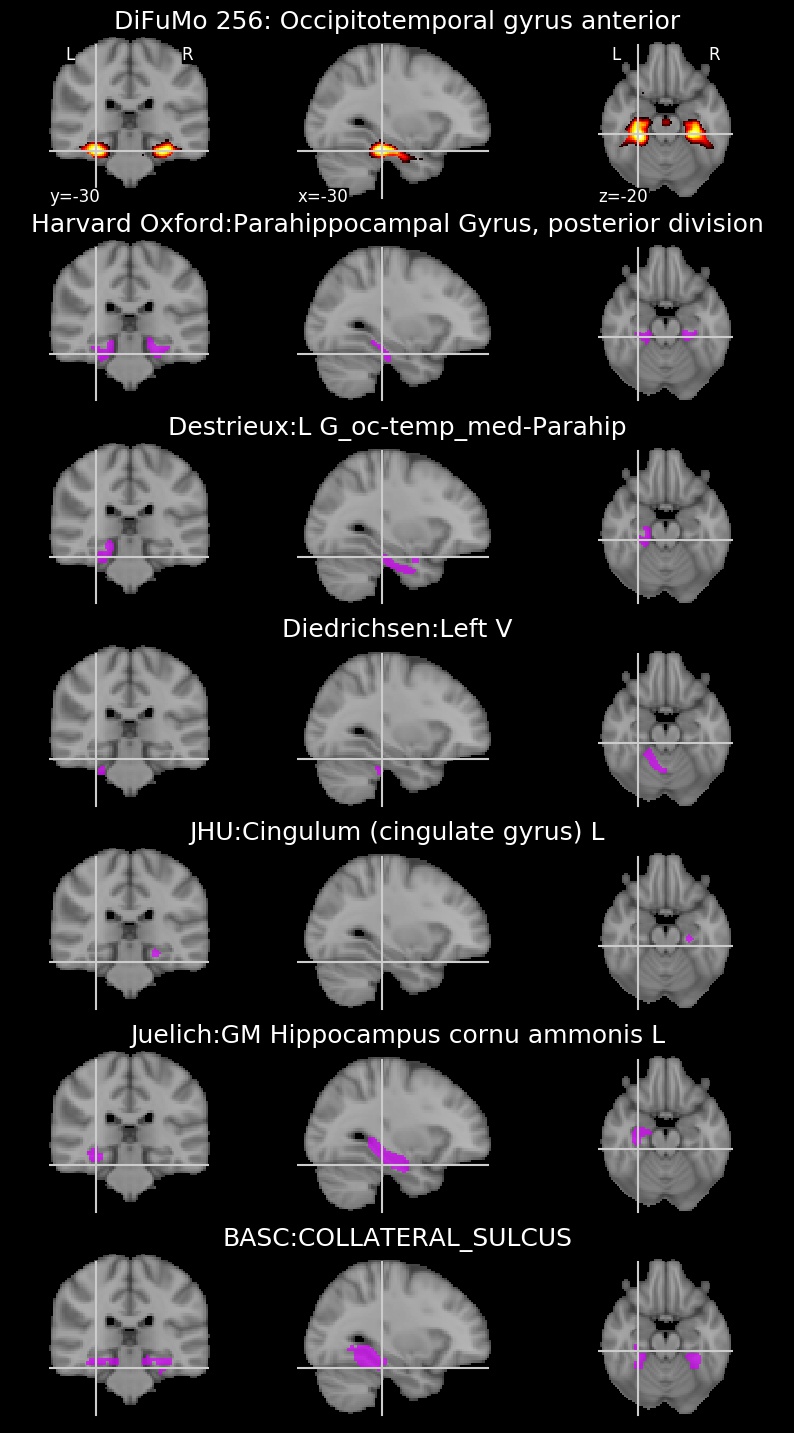 DiFuMo 256: Occipitotemporal gyrus anterior
L R L R
y=-30 x=-30 z=-20
Harvard Oxford:Parahippocampal Gyrus, posterior division
Destrieux:L G_oc-temp_med-Parahip
Diedrichsen:Left V
JHU:Cingulum (cingulate gyrus) L
Juelich:GM Hippocampus cornu ammonis L
BASC:COLLATERAL_SULCUS